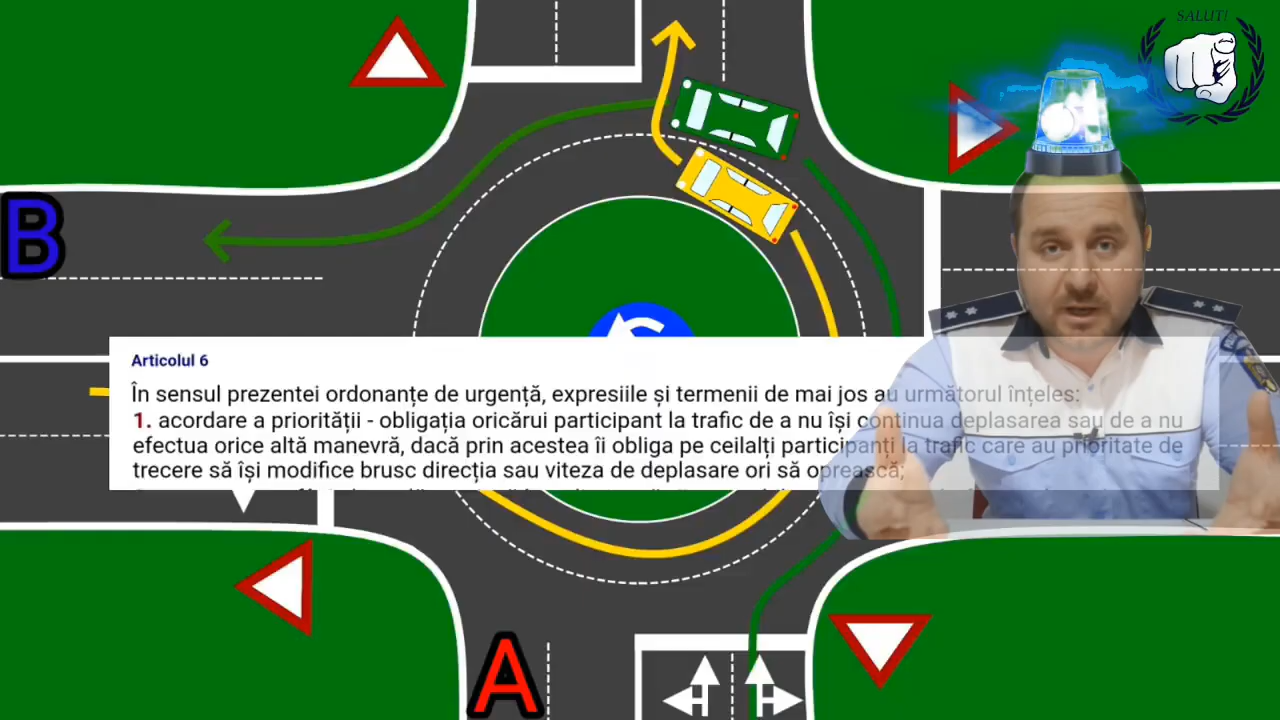 SALUT!
B
Articolul 6
În sensul prezentei ordonanțe de urgență, expresiile și termenii de mai jos au următorul înțeles:
1. acordare a priorității - obligația oricărui participant la trafic de a nu își continua deplasarea sau de a nu
efectua orice altă manevră, dacă prin acestea îi obliga pe ceilalți participanți la trafic care au prioritate de
trecere să își modifice brusc direcția sau viteza de deplasare ori să oprească;
A